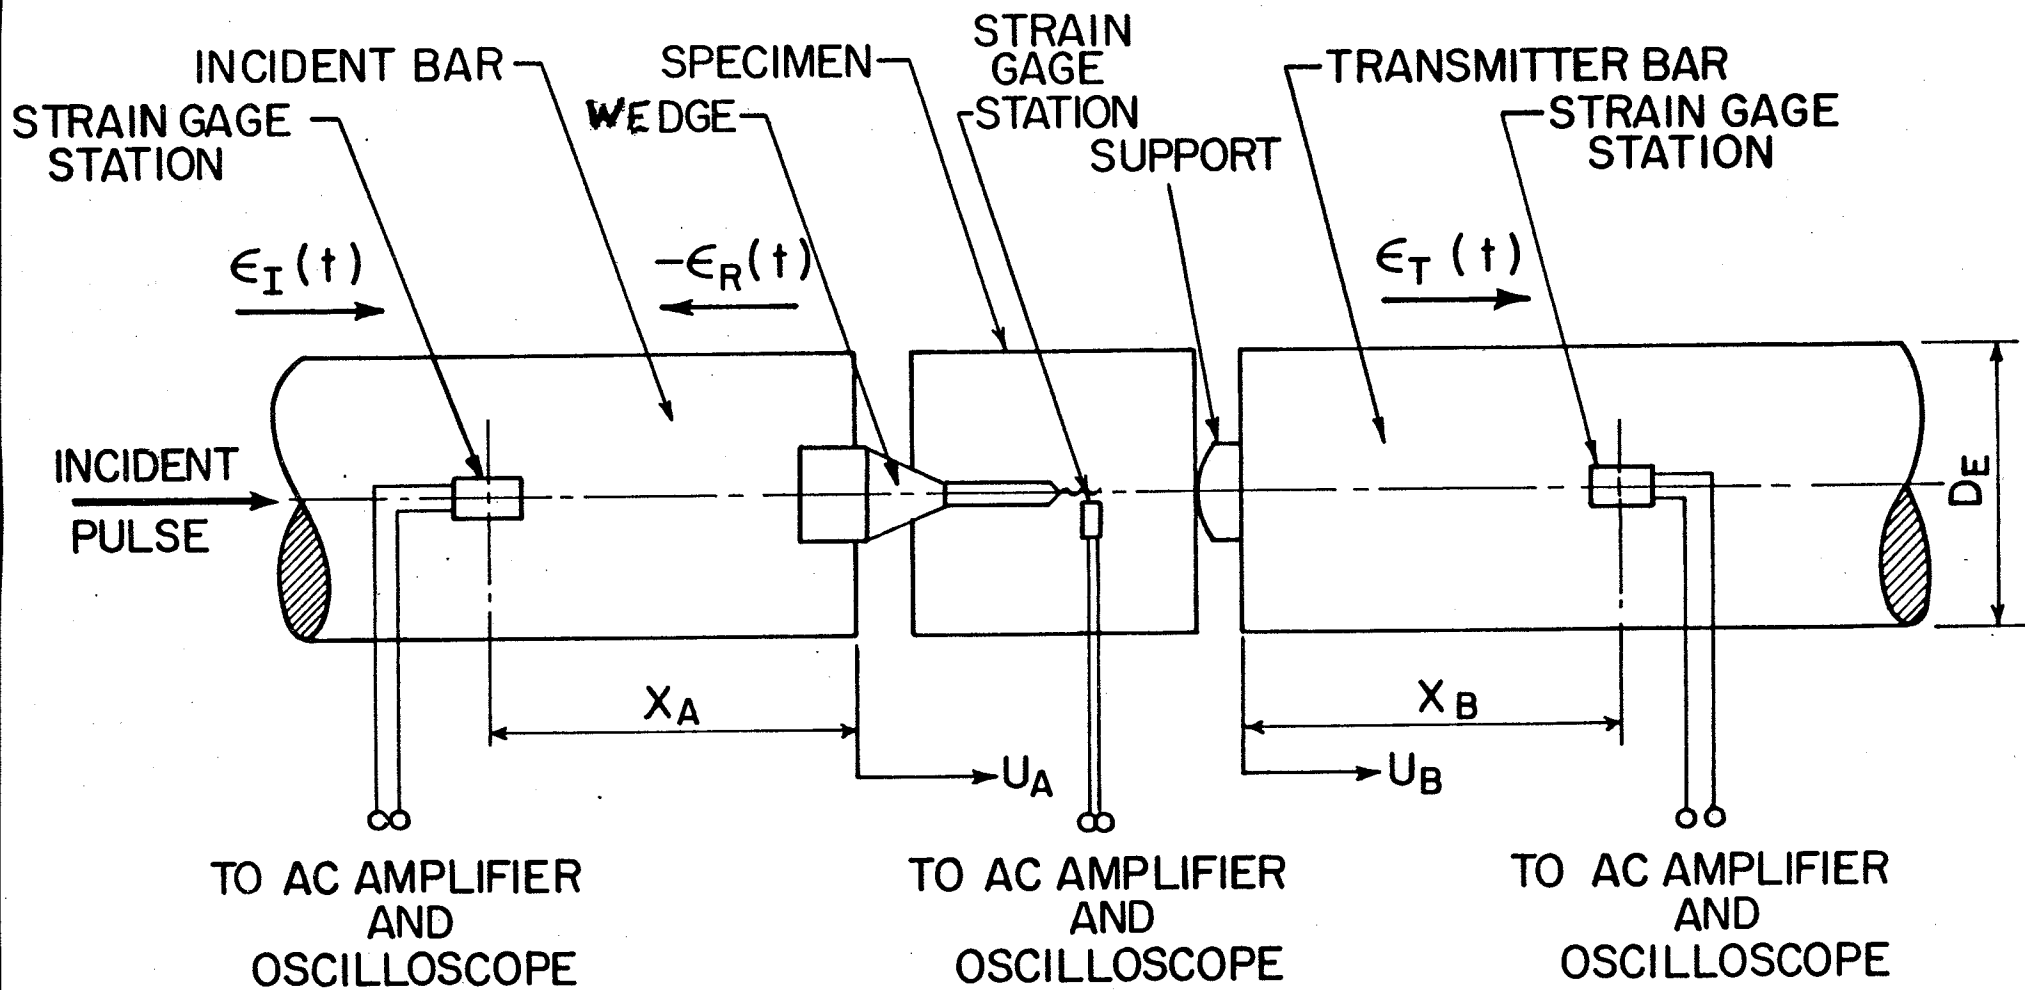 INCIDENT BAR
STRAIN GAGE
STATION
SPECIMEN
WEDGE
STRAIN
GAGE
STATION
SUPPORT
TRANSMITTER BAR
STRAIN GAGE
STATION
ϵI(t)
-ϵR(t)
ϵT(t)
INCIDENT
PULSE
DE
XA
XB
UA
UB
TO AC AMPLIFIER
AND
OSCILLOSCOPE
TO AC AMPLIFIER
AND
OSCILLOSCOPE
TO AC AMPLIFIER
AND
OSCILLOSCOPE